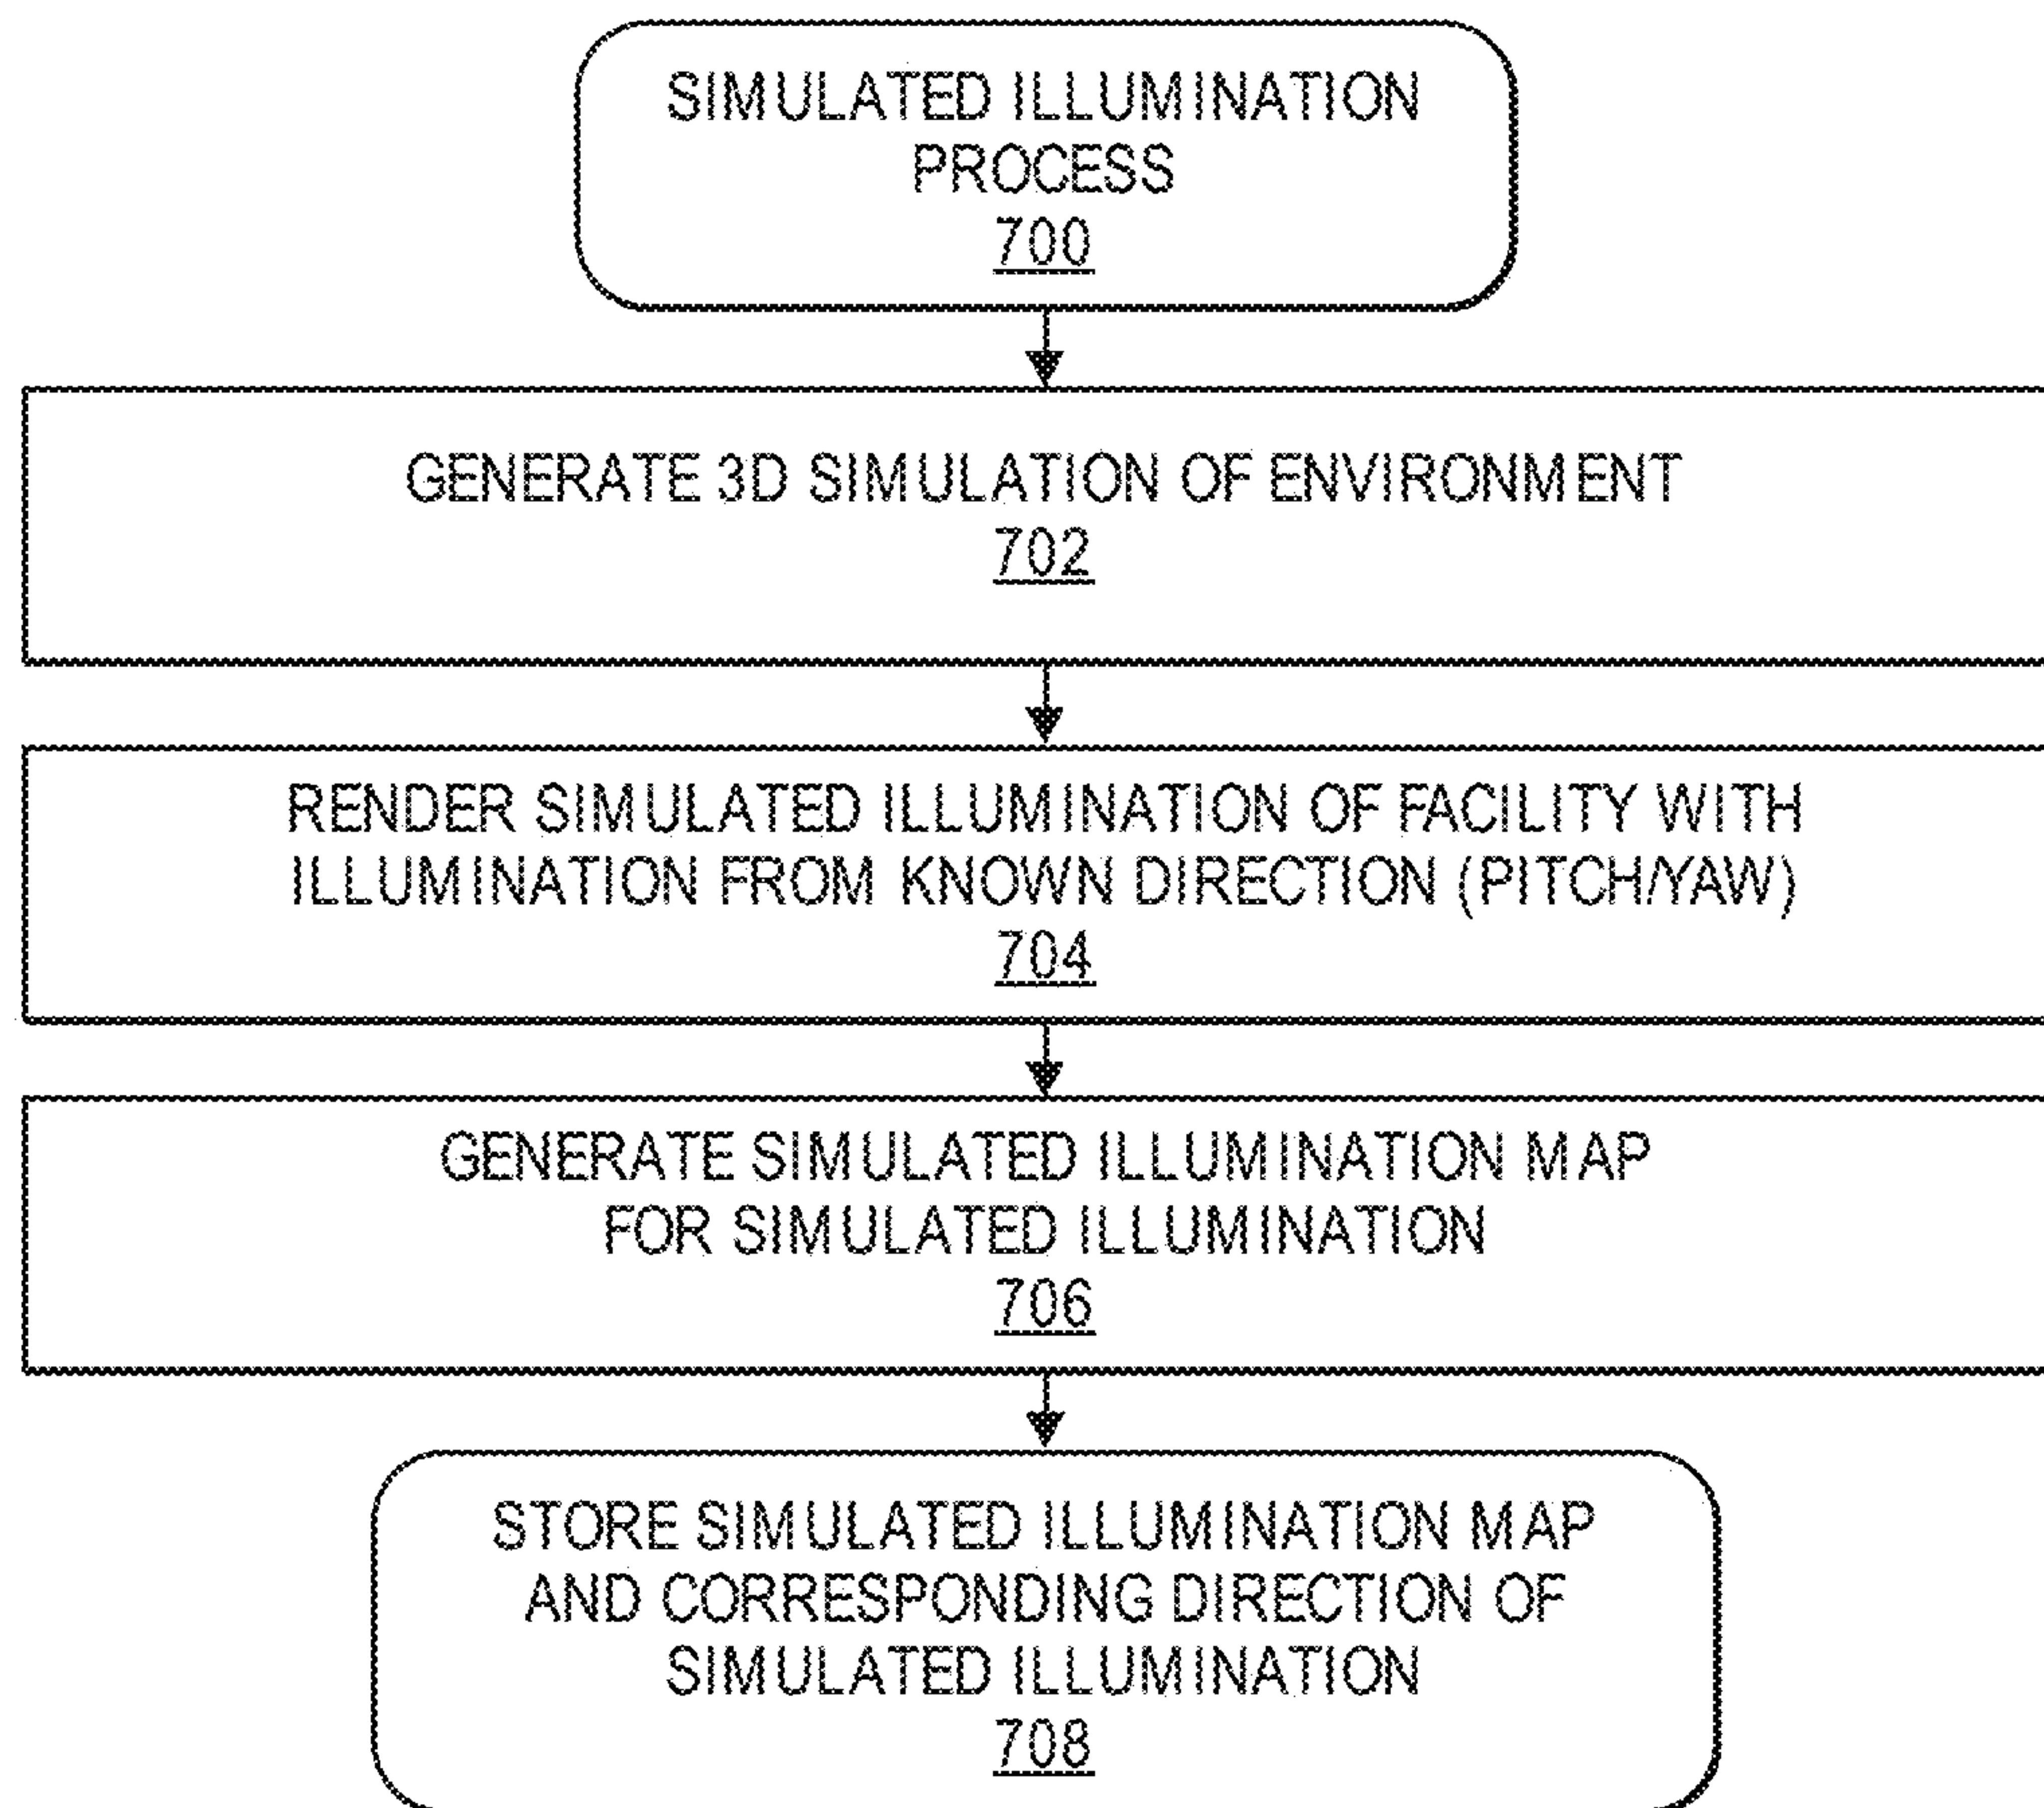 SIMULATED ILLUMINATION
PROCESS
700
GENERATE 3D SIMULATION OF ENVIRONMENT
702
RENDER SIMULATED ILLUMINATION OF FACILITY WITH
ILLUMINATION FROM KNOWN DIRECTION (PITCH/YAW)
704
GENERATE SIMULATED ILLUMINATION MAP
FOR SIMULATED ILLUMINATION
706
STORE SIMULATED ILLUMINATION MAP
AND CORRESPONDING DIRECTION OF
SIMULATED ILLUMINATION
708